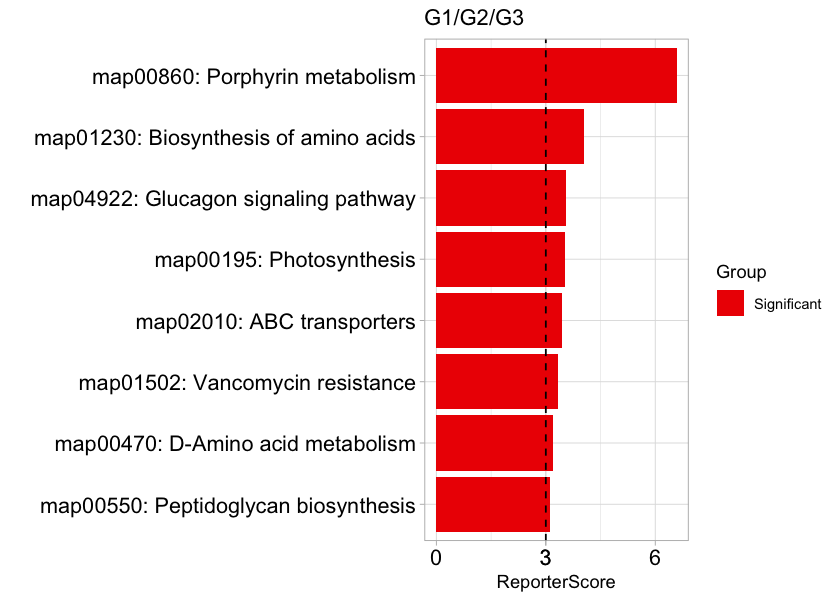 G1/G2/G3
map00860: Porphyrin metabolism
map01230: Biosynthesis of amino acids
map04922: Glucagon signaling pathway
map00195: Photosynthesis
map02010: ABC transporters
map01502: Vancomycin resistance
map00470: D-Amino acid metabolism
map00550: Peptidoglycan biosynthesis
0 3 6
ReporterScore
Group
Significant